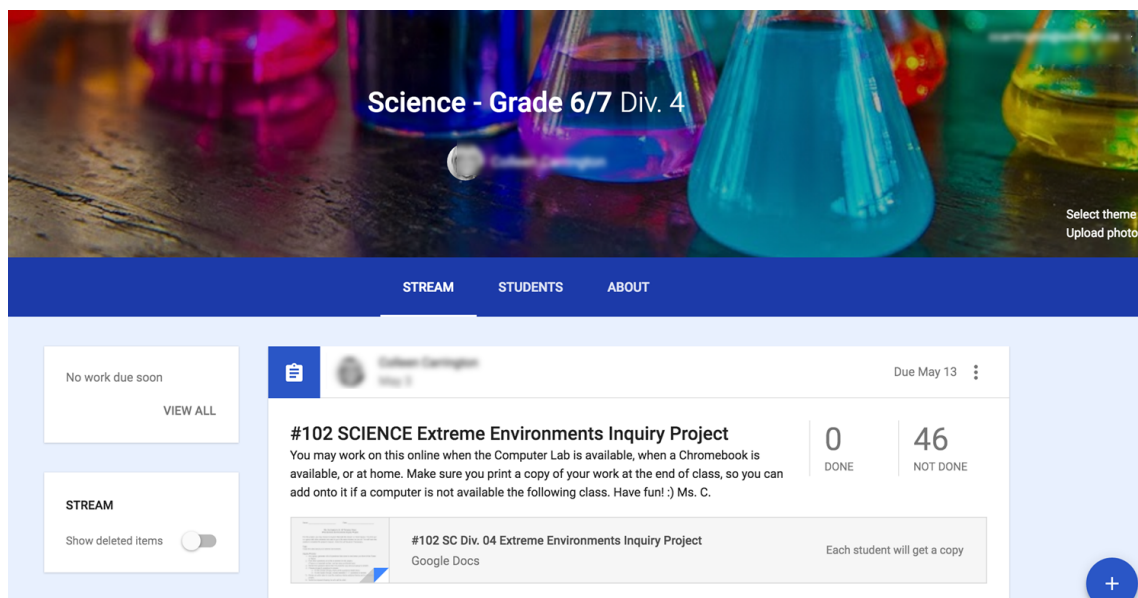 Science - Grade 6/7 Div. 4
Select theme
Upload photo
STREAM
STUDENTS
ABOUT
No work due soon
VIEW ALL
STREAM
Show deleted items
Due May 13
#102 SCIENCE Extreme Environments Inquiry Project
You may work on this online when the Computer Lab is available, when a Chromebook is
available, or at home. Make sure you print a copy of your work at the end of class, so you can
add onto it if a computer is not available the following class. Have fun! :) Ms. C.
0
DONE
46
NOT DONE
#102 SC Div. 04 Extreme Environments Inquiry Project
Google Docs
Each student will get a copy